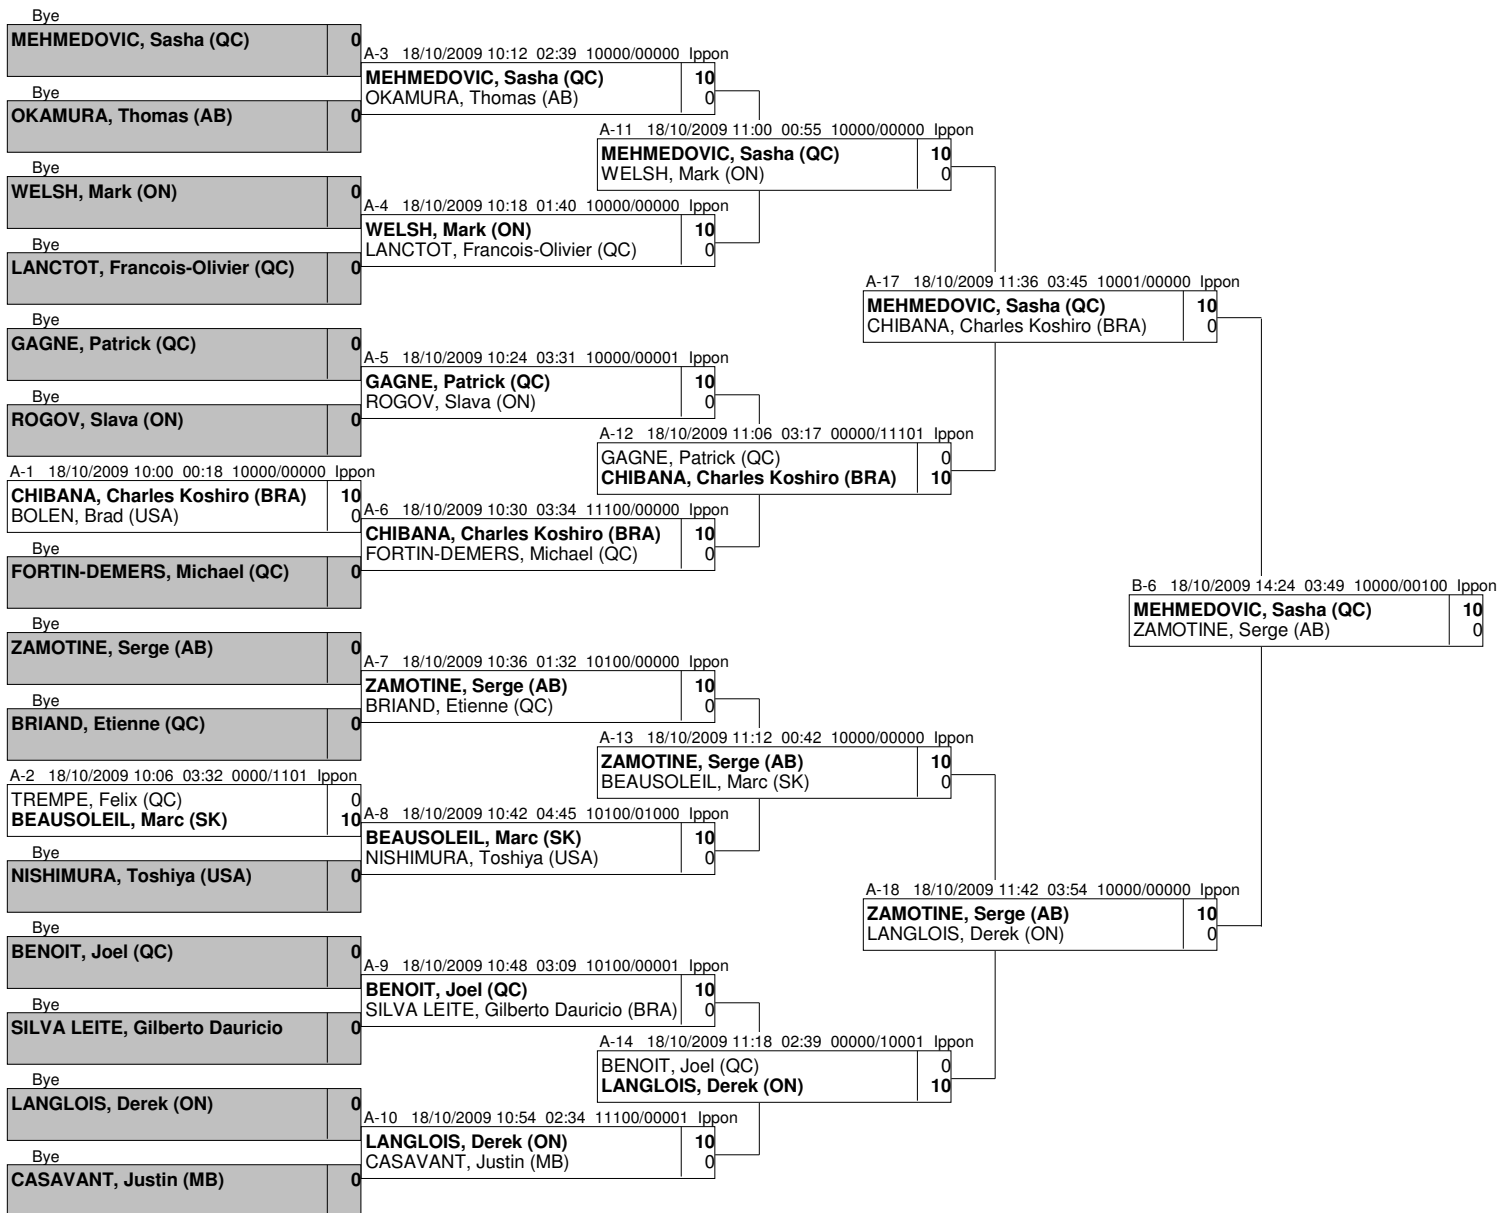 Bye
MEHMEDOVIC, Sasha (QC) 0
Bye
OKAMURA, Thomas (AB) 0
Bye
WELSH, Mark (ON) 0
Bye
LANCTOT, Francois-Olivier (QC) 0
Bye
GAGNE, Patrick (QC) 0
Bye
ROGOV, Slava (ON) 0
A-1 18/10/2009 10:00 00:18 10000/00000 Ippon
CHIBANA, Charles Koshiro (BRA) 10
BOLEN, Brad (USA) 0
Bye
FORTIN-DEMERS, Michael (QC) 0
Bye
ZAMOTINE, Serge (AB) 0
Bye
BRIAND, Etienne (QC) 0
A-2 18/10/2009 10:06 03:32 0000/1101 Ippon
TREMPE, Felix (QC) 0
BEAUSOLEIL, Marc (SK) 10
Bye
NISHIMURA, Toshiya (USA) 0
Bye
BENOIT, Joel (QC) 0
Bye
SILVA LEITE, Gilberto Dauricio 0
Bye
LANGLOIS, Derek (ON) 0
Bye
CASAVANT, Justin (MB) 0
A-3 18/10/2009 10:12 02:39 10000/00000 Ippon
MEHMEDOVIC, Sasha (QC) 10
OKAMURA, Thomas (AB) 0
A-4 18/10/2009 10:18 01:40 10000/00000 Ippon
WELSH, Mark (ON) 10
LANCTOT, Francois-Olivier (QC) 0
A-5 18/10/2009 10:24 03:31 10000/00001 Ippon
GAGNE, Patrick (QC) 10
ROGOV, Slava (ON) 0
A-6 18/10/2009 10:30 03:34 11100/00000 Ippon
CHIBANA, Charles Koshiro (BRA) 10
FORTIN-DEMERS, Michael (QC) 0
A-7 18/10/2009 10:36 01:32 10100/00000 Ippon
ZAMOTINE, Serge (AB) 10
BRIAND, Etienne (QC) 0
A-8 18/10/2009 10:42 04:45 10100/01000 Ippon
BEAUSOLEIL, Marc (SK) 10
NISHIMURA, Toshiya (USA) 0
A-9 18/10/2009 10:48 03:09 10100/00001 Ippon
BENOIT, Joel (QC) 10
SILVA LEITE, Gilberto Dauricio (BRA) 0
A-10 18/10/2009 10:54 02:34 11100/00001 Ippon
LANGLOIS, Derek (ON) 10
CASAVANT, Justin (MB) 0
A-11 18/10/2009 11:00 00:55 10000/00000 Ippon
MEHMEDOVIC, Sasha (QC) 10
WELSH, Mark (ON) 0
A-12 18/10/2009 11:06 03:17 00000/11101 Ippon
GAGNE, Patrick (QC) 0
CHIBANA, Charles Koshiro (BRA) 10
A-13 18/10/2009 11:12 00:42 10000/00000 Ippon
ZAMOTINE, Serge (AB) 10
BEAUSOLEIL, Marc (SK) 0
A-14 18/10/2009 11:18 02:39 00000/10001 Ippon
BENOIT, Joel (QC) 0
LANGLOIS, Derek (ON) 10
A-17 18/10/2009 11:36 03:45 10001/00000 Ippon
MEHMEDOVIC, Sasha (QC) 10
CHIBANA, Charles Koshiro (BRA) 0
A-18 18/10/2009 11:42 03:54 10000/00000 Ippon
ZAMOTINE, Serge (AB) 10
LANGLOIS, Derek (ON) 0
B-6 18/10/2009 14:24 03:49 10000/00100 Ippon
MEHMEDOVIC, Sasha (QC) 10
ZAMOTINE, Serge (AB) 0